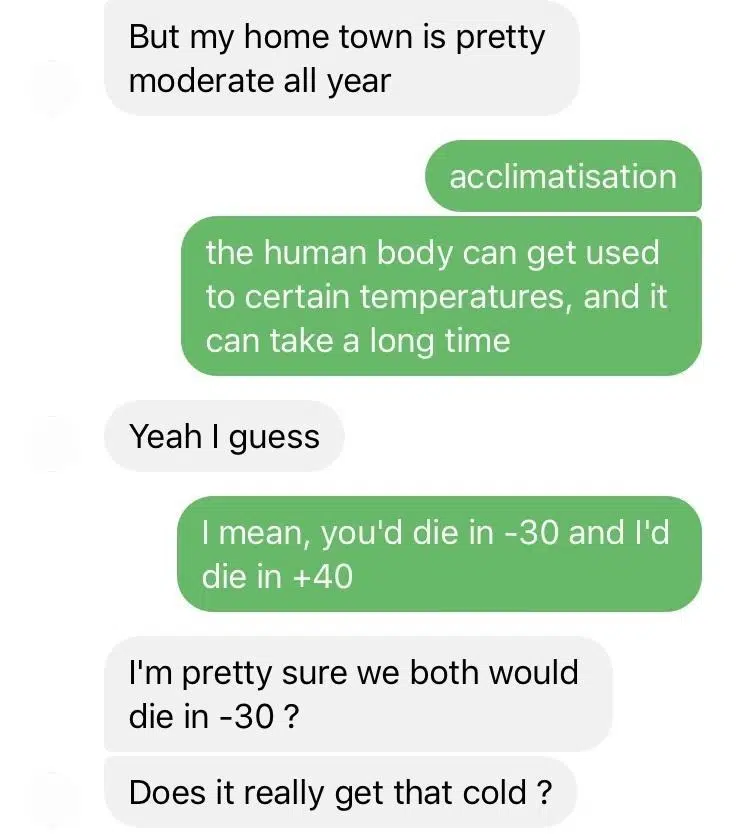 But my home town is pretty
moderate all year
acclimatisation
the human body can get used
to certain temperatures, and it
can take a long time
Yeah I guess
I mean, you'd die in -30 and I'd
die in +40
I'm pretty sure we both would
die in -30 ?
Does it really get that cold ?